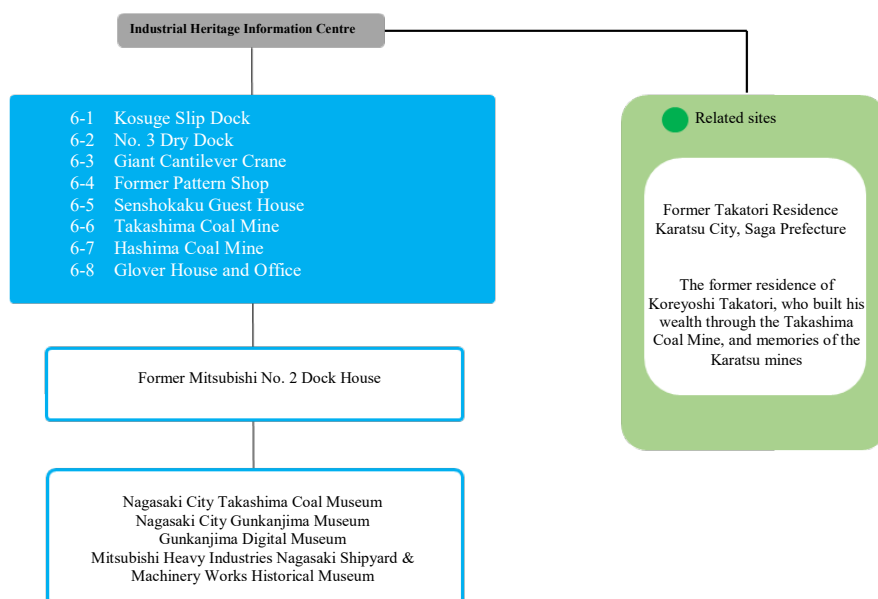 Industrial Heritage Information Centre
6-1 Kosuge Slip Dock
6-2 No. 3 Dry Dock
6-3 Giant Cantilever Crane
6-4 Former Pattern Shop
6-5 Senshokaku Guest House
6-6 Takashima Coal Mine
6-7 Hashima Coal Mine
6-8 Glover House and Office
Former Mitsubishi No. 2 Dock House
Nagasaki City Takashima Coal Museum
Nagasaki City Gunkanjima Museum
Gunkanjima Digital Museum
Mitsubishi Heavy Industries Nagasaki Shipyard &
Machinery Works Historical Museum
Related sites
Former Takatori Residence
Karatsu City, Saga Prefecture
The former residence of
Koreyoshi Takatori, who built his
wealth through the Takashima
Coal Mine, and memories of the
Karatsu mines